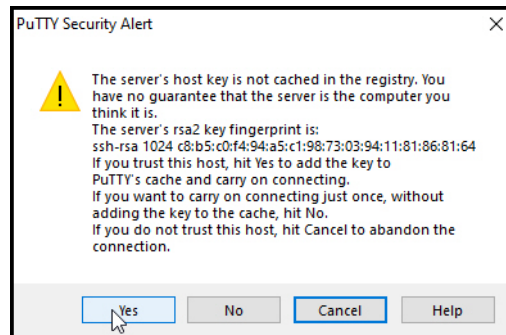 PuTTY Security Alert
The server's host key is not cached in the registry. You
have no guarantee that the server is the computer you
think it is.
The server's rsa2 key fingerprint is:
ssh-rsa 1024 c8:b5:c0:f4:94:a5:c1:98:73:03:94:11:81:86:81:64
If you trust this host, hit Yes to add the key to
PuTTY's cache and carry on connecting.
If you want to carry on connecting just once, without
adding the key to the cache, hit No.
If you do not trust this host, hit Cancel to abandon the
connection.
Yes No Cancel Help